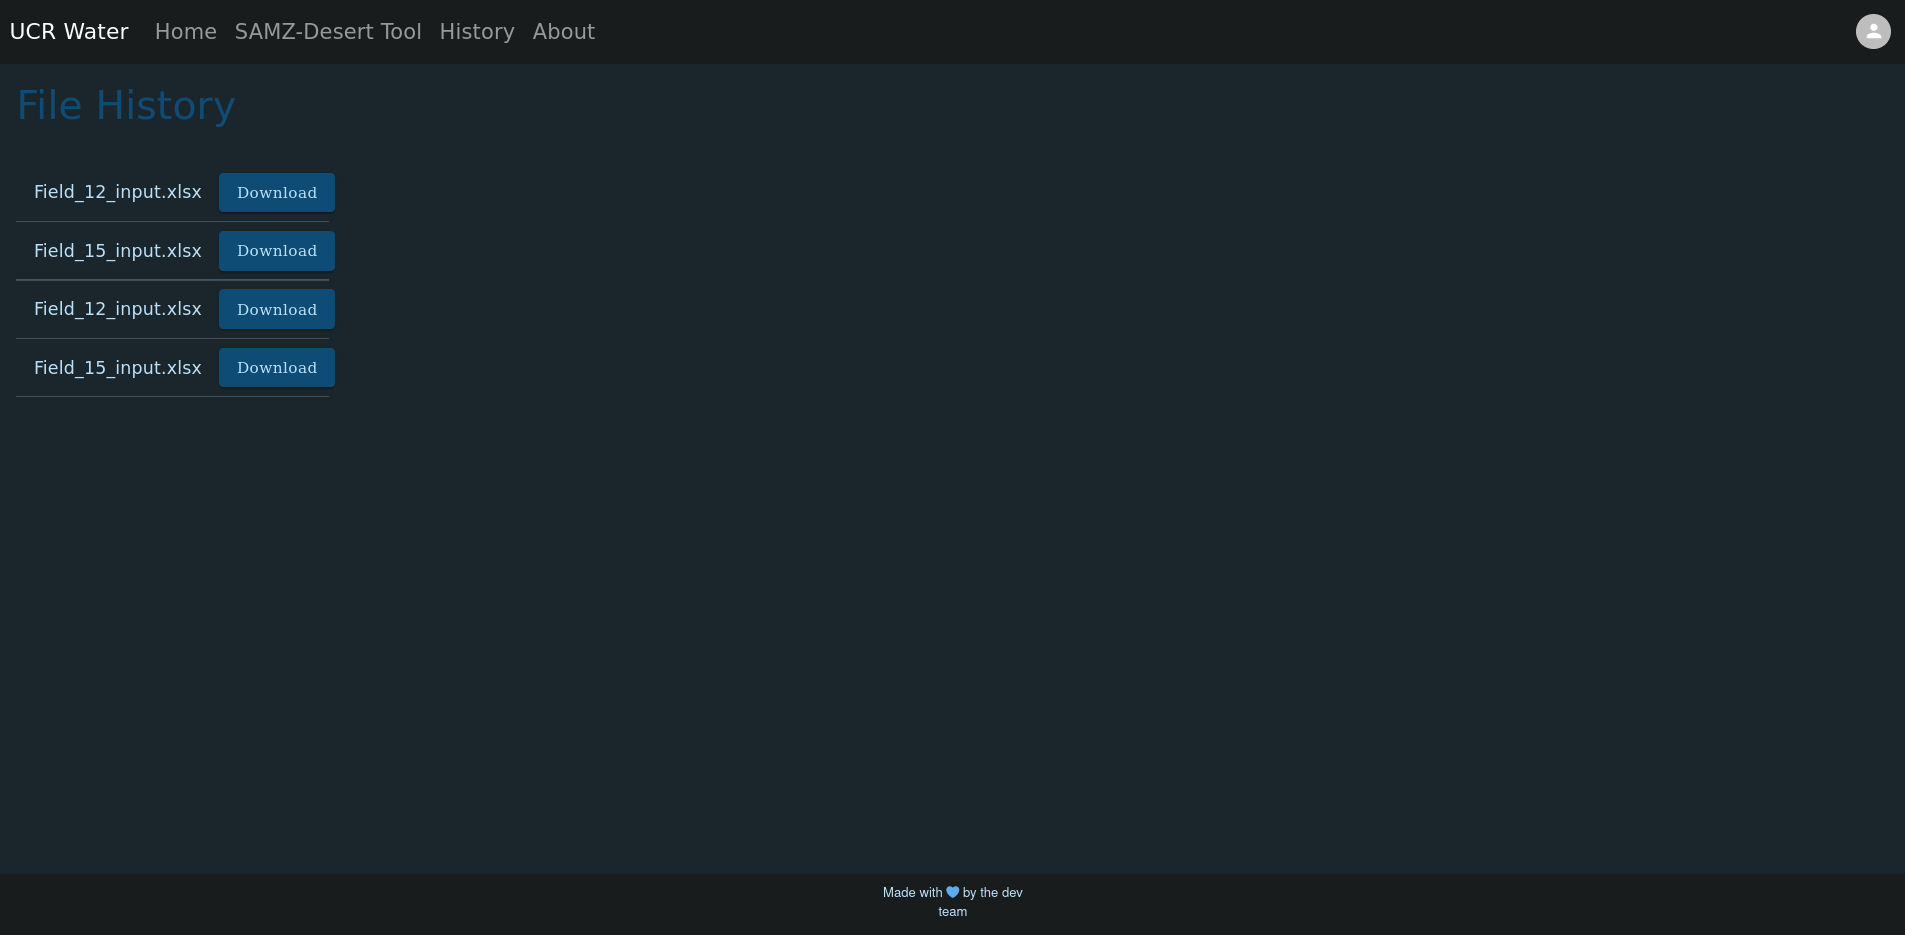 UCR Water Home SAMZ-Desert Tool History About
File History
Field_12_input.xlsx Download
Field_15_input.xlsx Download
Field_12_input.xlsx Download
Field_15_input.xlsx Download
Made with 💙 by the dev
team